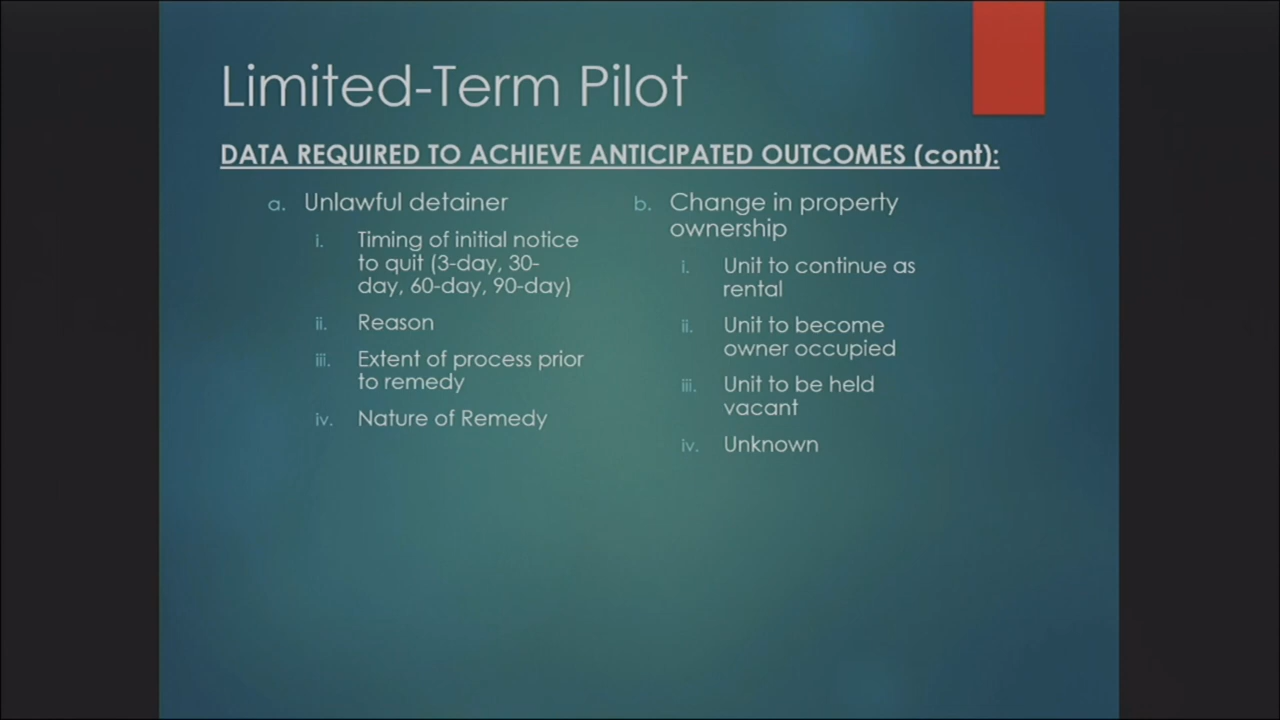 Limited-Term Pilot
DATA REQUIRED TO ACHIEVE ANTICIPATED OUTCOMES (cont):
a. Unlawful detainer
i. Timing of initial notice
to quit (3-day, 30-
day, 60-day, 90-day)
ii. Reason
iii. Extent of process prior
to remedy
iv. Nature of Remedy
b. Change in property
ownership
i. Unit to continue as
rental
ii. Unit to become
owner occupied
iii. Unit to be held
vacant
iv. Unknown